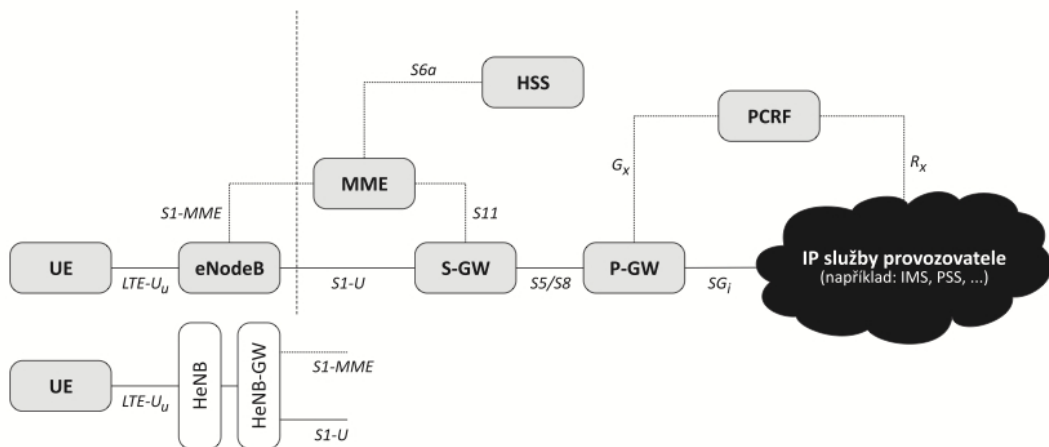 S6a
HSS
PCRF
Gx
Rx
MME
S1-MME
S11
UE
LTE-Uu
eNodeB
S1-U
S-GW
S5/S8
P-GW
SGi
IP služby provozovatele
(například: IMS, PSS, ...)
UE
LTE-Uu
HeNB
HeNB-GW
S1-MME
S1-U